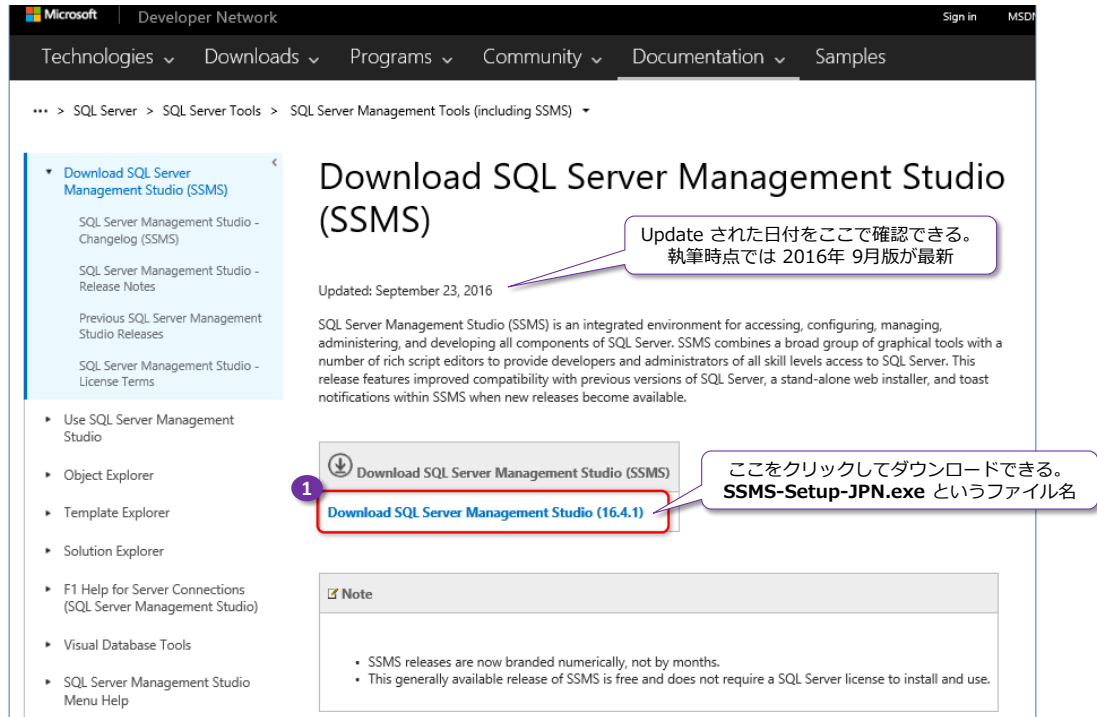 Microsoft Developer Network
Sign in
MSDN
Technologies
Downloads
Programs
Community
Documentation
Samples
••• > SQL Server > SQL Server Tools > SQL Server Management Tools (including SSMS)
Download SQL Server
Management Studio (SSMS)
SQL Server Management Studio -
Changelog (SSMS)
SQL Server Management Studio -
Release Notes
Previous SQL Server Management
Studio Releases
SQL Server Management Studio -
License Terms
Use SQL Server Management
Studio
Object Explorer
Template Explorer
Solution Explorer
F1 Help for Server Connections
(SQL Server Management Studio)
Visual Database Tools
SQL Server Management Studio
Menu Help
Download SQL Server Management Studio
(SSMS)
Update された日付をここで確認できる。
執筆時点では 2016年 9月版が最新
Updated: September 23, 2016
SQL Server Management Studio (SSMS) is an integrated environment for accessing, configuring, managing,
administering, and developing all components of SQL Server. SSMS combines a broad group of graphical tools with a
number of rich script editors to provide developers and administrators of all skill levels access to SQL Server. This
release features improved compatibility with previous versions of SQL Server, a stand-alone web installer, and toast
notifications within SSMS when new releases become available.
Download SQL Server Management Studio (SSMS)
1
Download SQL Server Management Studio (16.4.1)
ここをクリックしてダウンロードできる。
SSMS-Setup-JPN.exe というファイル名
Note
• SSMS releases are now branded numerically, not by months.
• This generally available release of SSMS is free and does not require a SQL Server license to install and use.